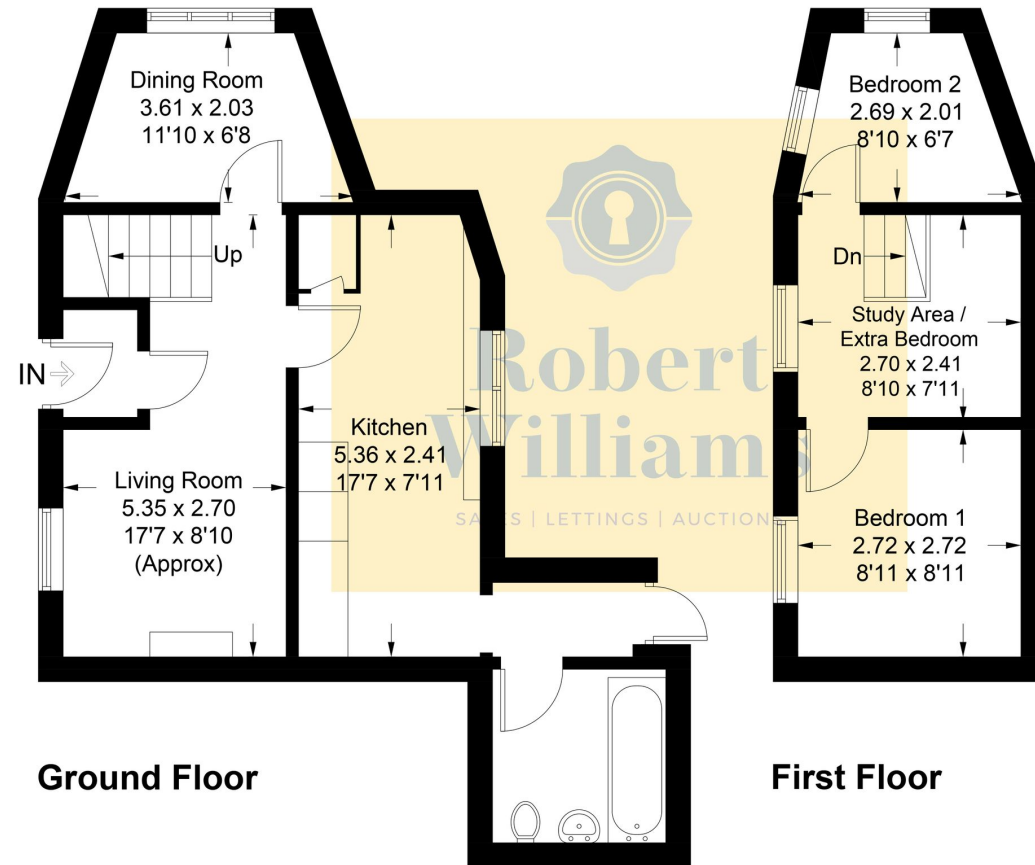 Dining Room
3.61 x 2.03
11'10 x 6'8
Up
IN
Living Room
5.35 x 2.70
17'7 x 8'10
(Approx)
Kitchen
5.36 x 2.41
17'7 x 7'11
Ground Floor
Bedroom 2
2.69 x 2.01
8'10 x 6'7
Dn
Study Area /
Extra Bedroom
2.70 x 2.41
8'10 x 7'11
Bedroom 1
2.72 x 2.72
8'11 x 8'11
First Floor
Robert
Williams
SALES | LETTINGS | AUCTION